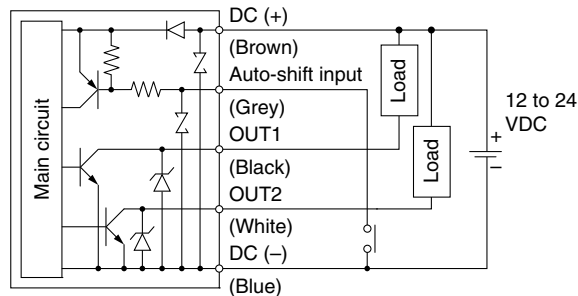 DC (+)
(Brown)
Auto-shift input
(Grey)
OUT1
(Black)
OUT2
(White)
DC (–)
(Blue)
Main circuit
Load
Load
12 to 24
VDC
+
–